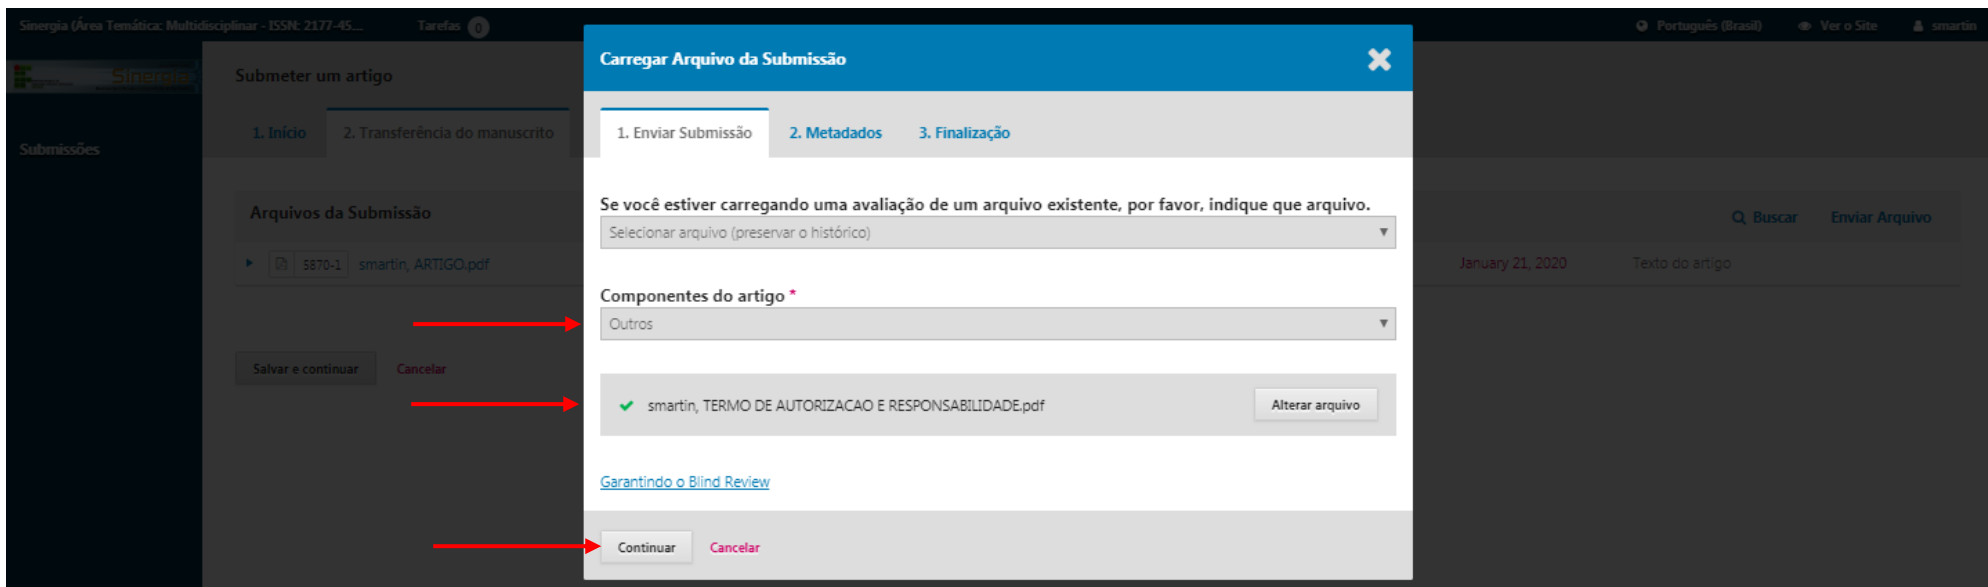 Sinergia (Área Temática: Multidisciplinar - ISSN: 2177-45... Tarefas 0 Português (Brasil) Ver o Site smartin
Sinergia
Submissões
Submeter um artigo
1. Início 2. Transferência do manuscrito
Arquivos da Submissão Buscar Enviar Arquivo
5870-1 smartin, ARTIGO.pdf January 21, 2020 Texto do artigo
Salvar e continuar Cancelar
Carregar Arquivo da Submissão
1. Enviar Submissão 2. Metadados 3. Finalização
Se você estiver carregando uma avaliação de um arquivo existente, por favor, indique que arquivo.
Selecionar arquivo (preservar o histórico)
Componentes do artigo *
Outros
smartin, TERMO DE AUTORIZACAO E RESPONSABILIDADE.pdf Alterar arquivo
Garantindo o Blind Review
Continuar Cancelar